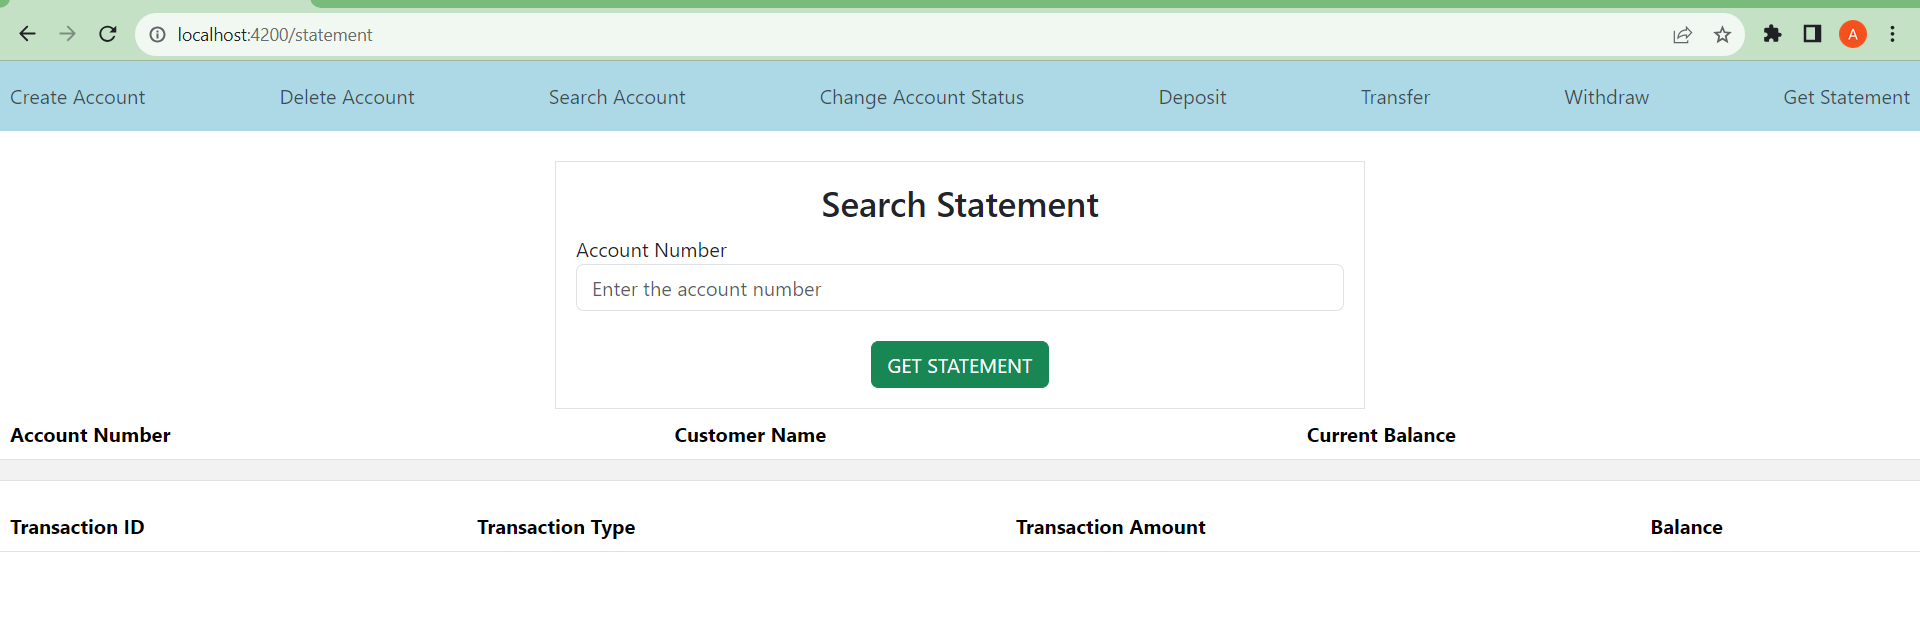 localhost:4200/statement
A
Create Account Delete Account Search Account Change Account Status Deposit Transfer Withdraw Get Statement
Search Statement
Account Number
Enter the account number
GET STATEMENT
Account Number Customer Name Current Balance
Transaction ID Transaction Type Transaction Amount Balance